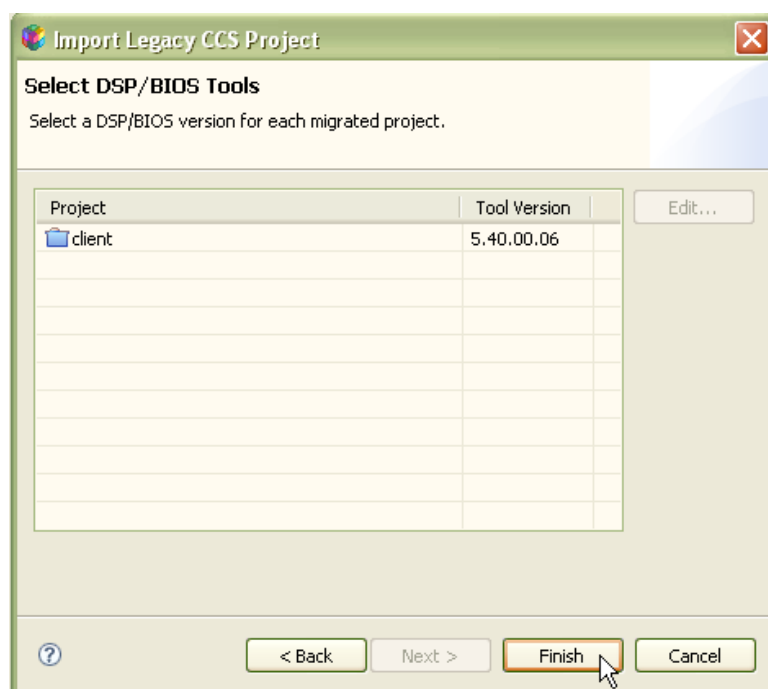 Import Legacy CCS Project
Select DSP/BIOS Tools
Select a DSP/BIOS version for each migrated project.
Project Tool Version Edit...
client 5.40.00.06
? < Back Next > Finish Cancel